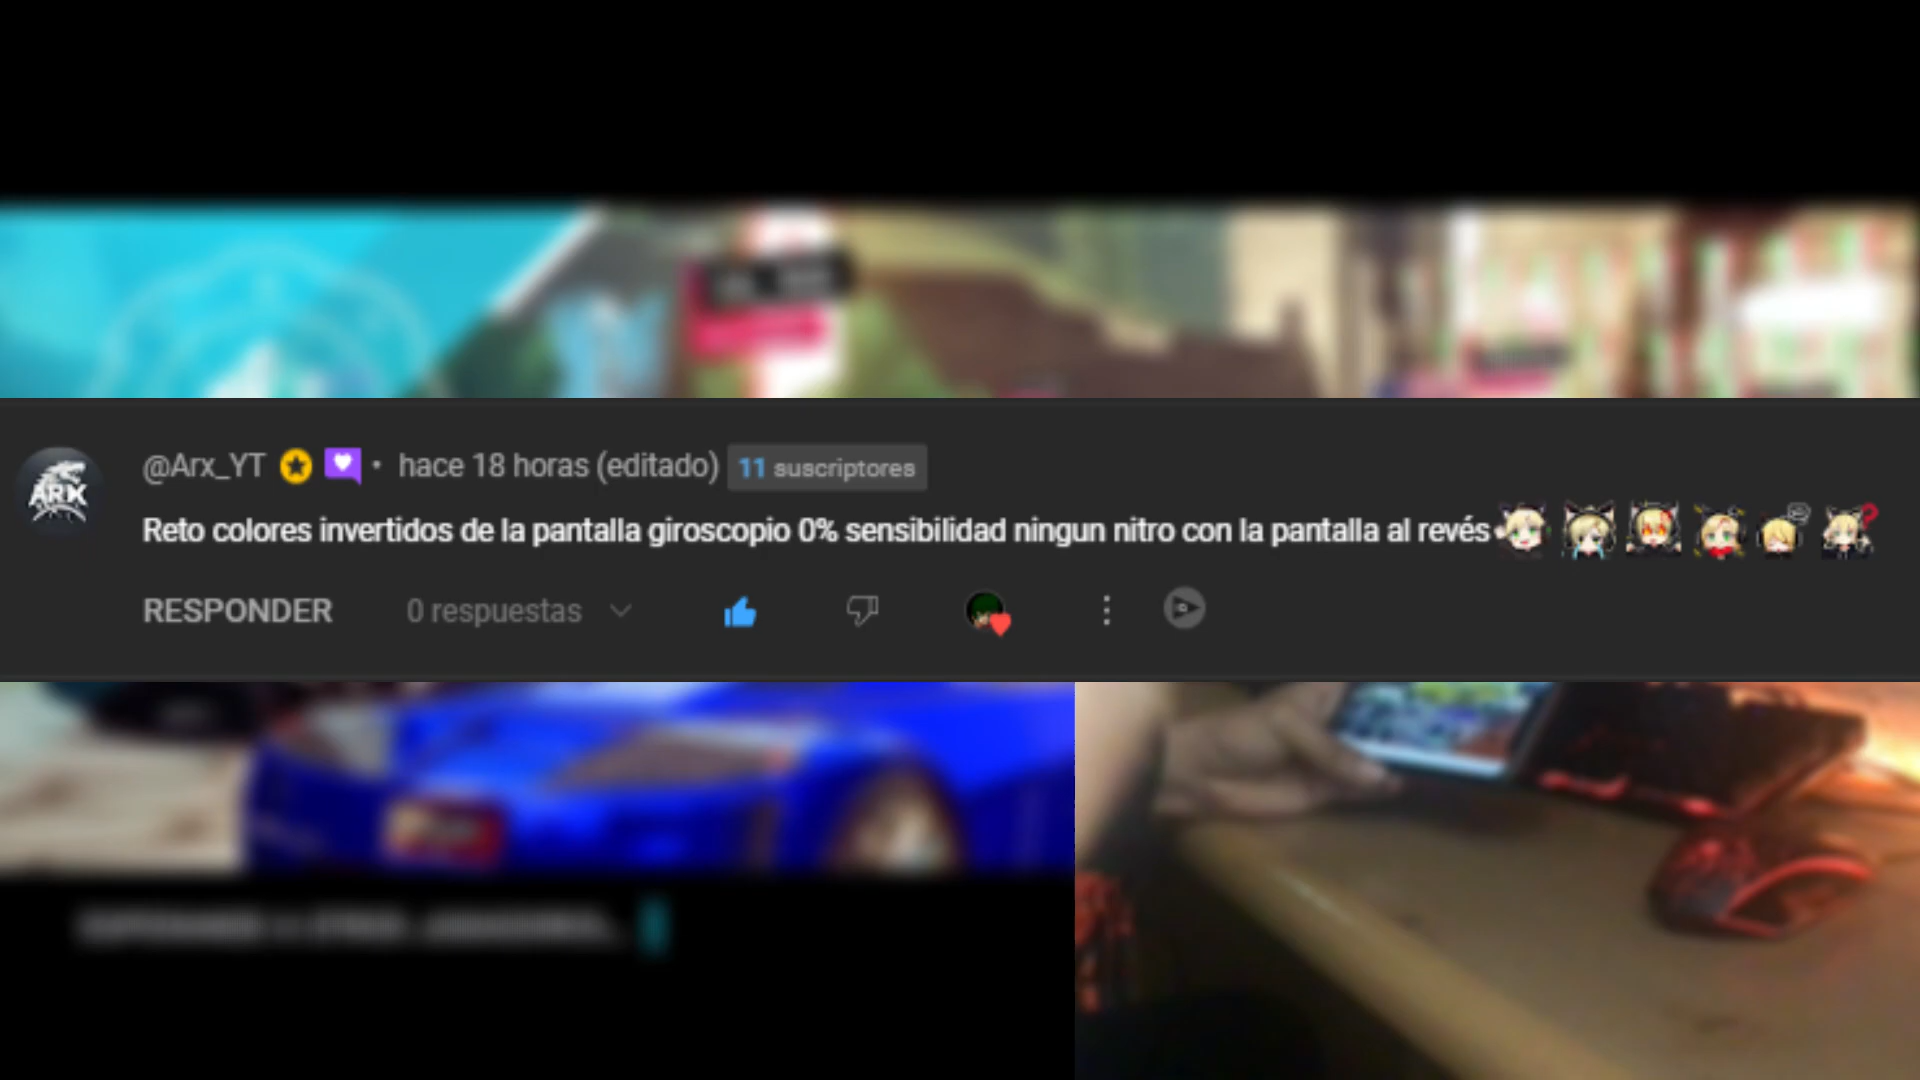 @Arx_YT • hace 18 horas (editado) 11 suscriptores
ARK
Reto colores invertidos de la pantalla giroscopio 0% sensibilidad ningun nitro con la pantalla al revés
RESPONDER 0 respuestas